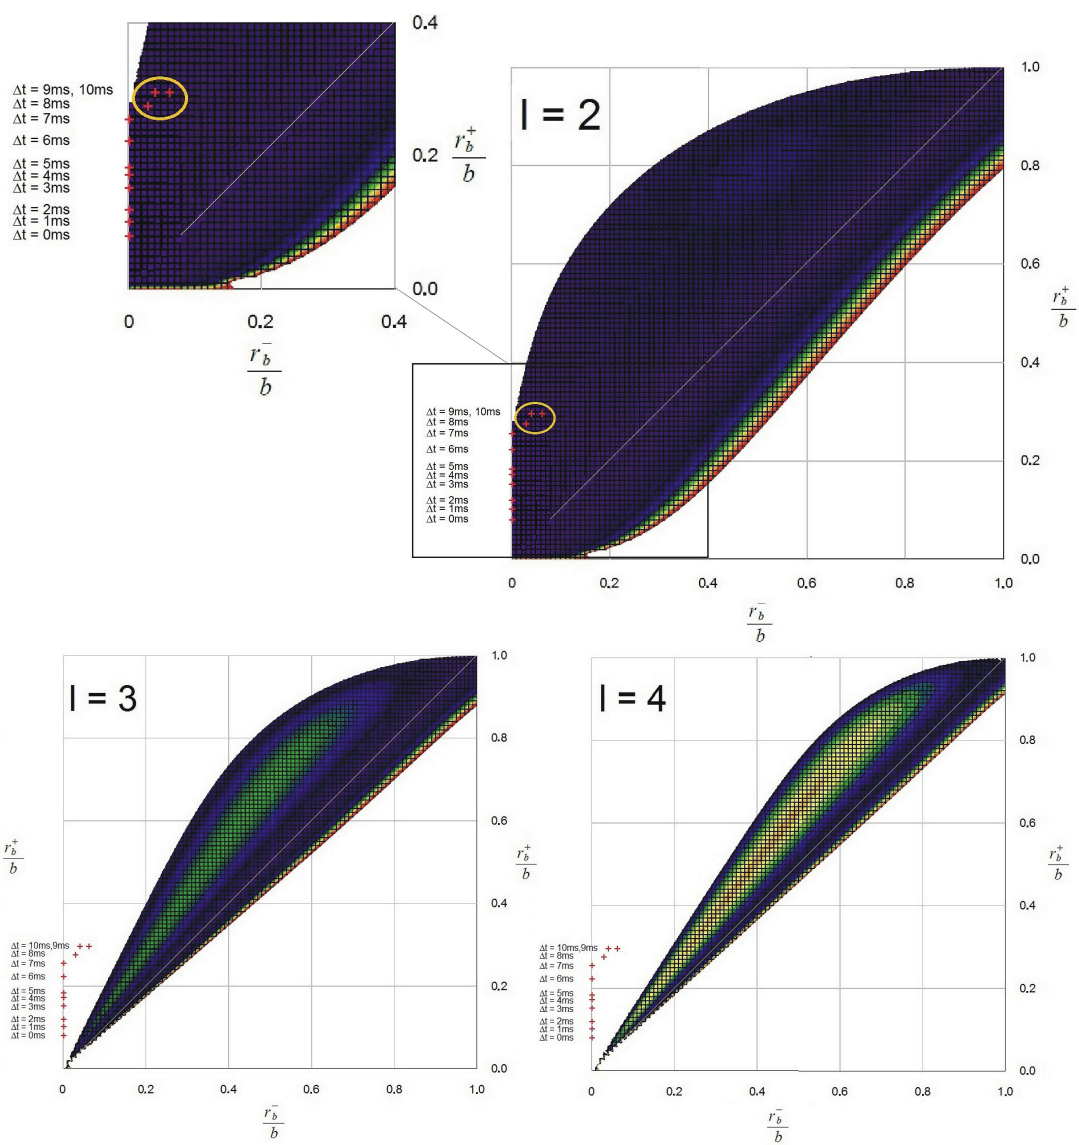 0.4
Δt = 9ms, 10ms
Δt = 8ms
Δt = 7ms
Δt = 6ms
Δt = 5ms
Δt = 4ms
Δt = 3ms
Δt = 2ms
Δt = 1ms
Δt = 0ms
0.2
r_b^+
b
0.0
0
0.2
0.4
r_b^-
b
l = 2
1.0
0.8
0.6
r_b^+
b
0.4
Δt = 9ms, 10ms
Δt = 8ms
Δt = 7ms
Δt = 6ms
Δt = 5ms
Δt = 4ms
Δt = 3ms
Δt = 2ms
Δt = 1ms
Δt = 0ms
0.2
0.0
0
0.2
0.4
0.6
0.8
1.0
r_b^-
b
l = 3
1.0
0.8
0.6
r_b^+
b
r_b^+
b
0.4
Δt = 10ms,9ms
Δt = 8ms
Δt = 7ms
Δt = 6ms
Δt = 5ms
Δt = 4ms
Δt = 3ms
Δt = 2ms
Δt = 1ms
Δt = 0ms
0.2
0.0
0
0.2
0.4
0.6
0.8
1.0
r_b^-
b
l = 4
1.0
0.8
0.6
r_b^+
b
0.4
Δt = 10ms,9ms
Δt = 8ms
Δt = 7ms
Δt = 6ms
Δt = 5ms
Δt = 4ms
Δt = 3ms
Δt = 2ms
Δt = 1ms
Δt = 0ms
0.2
0.0
0
0.2
0.4
0.6
0.8
1.0
r_b^-
b